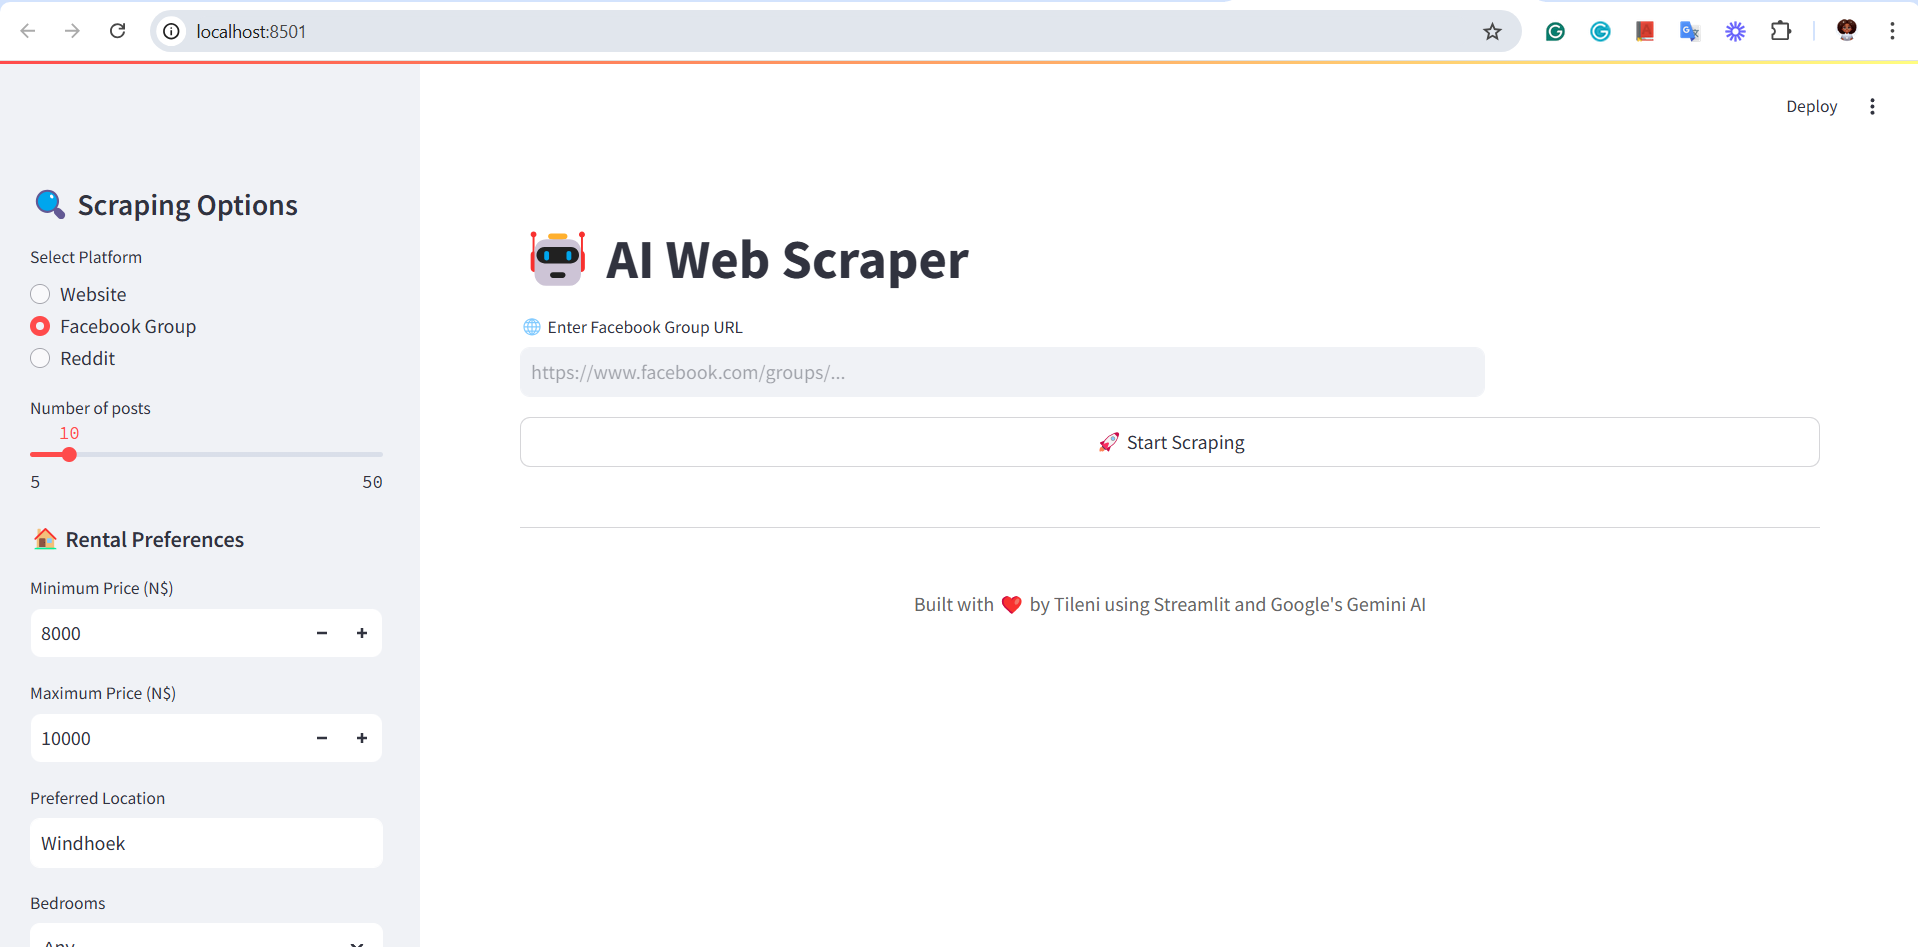 localhost:8501
Deploy
Scraping Options
Select Platform
Website
Facebook Group
Reddit
Number of posts
10
5 50
Rental Preferences
Minimum Price (N$)
8000
Maximum Price (N$)
10000
Preferred Location
Windhoek
Bedrooms
Any
AI Web Scraper
Enter Facebook Group URL
https://www.facebook.com/groups/...
Start Scraping
Built with ❤️ by Tileni using Streamlit and Google's Gemini AI